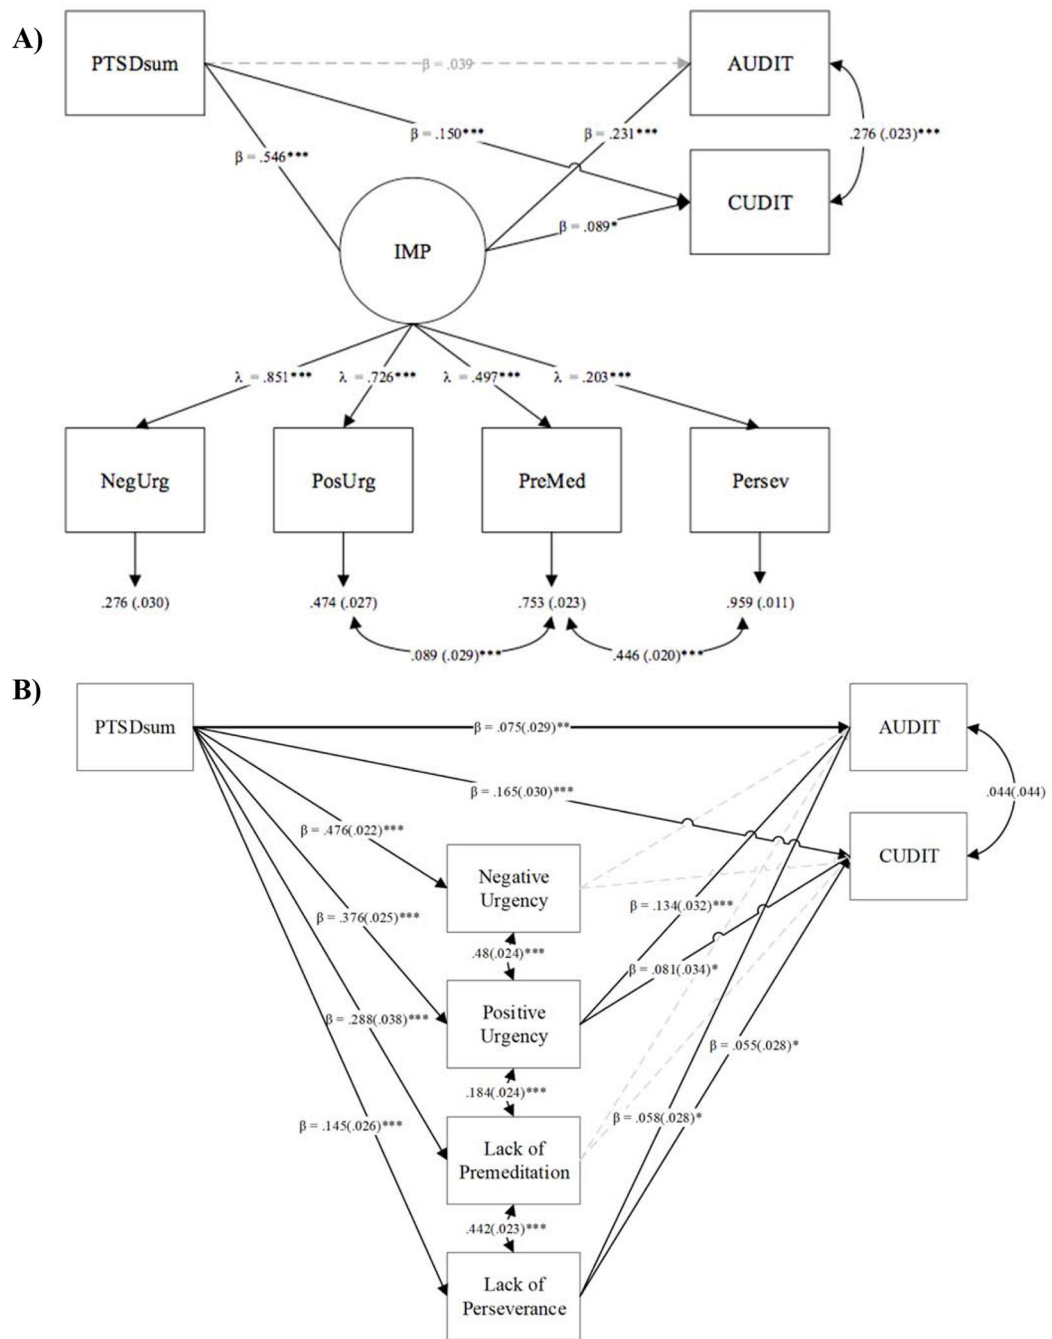 A)
PTSDsum
AUDIT
β = .039
β = .150***
β = .231***
.276 (.023)***
β = .546***
CUDIT
β = .089*
IMP
λ = .851***
λ = .726***
λ = .497***
λ = .203***
NegUrg
PosUrg
PreMed
Persev
.276 (.030)
.474 (.027)
.753 (.023)
.959 (.011)
.089 (.029)***
.446 (.020)***
B)
PTSDsum
AUDIT
β = .075(.029)**
β = .165(.030)***
.044(.044)
β = .476(.022)***
CUDIT
Negative
Urgency
β = .134(.032)***
β = .376(.025)***
.48(.024)***
β = .081(.034)*
Positive
Urgency
β = .288(.038)***
β = .055(.028)*
.184(.024)***
β = .058(.028)*
β = .145(.026)***
Lack of
Premeditation
.442(.023)***
Lack of
Perseverance